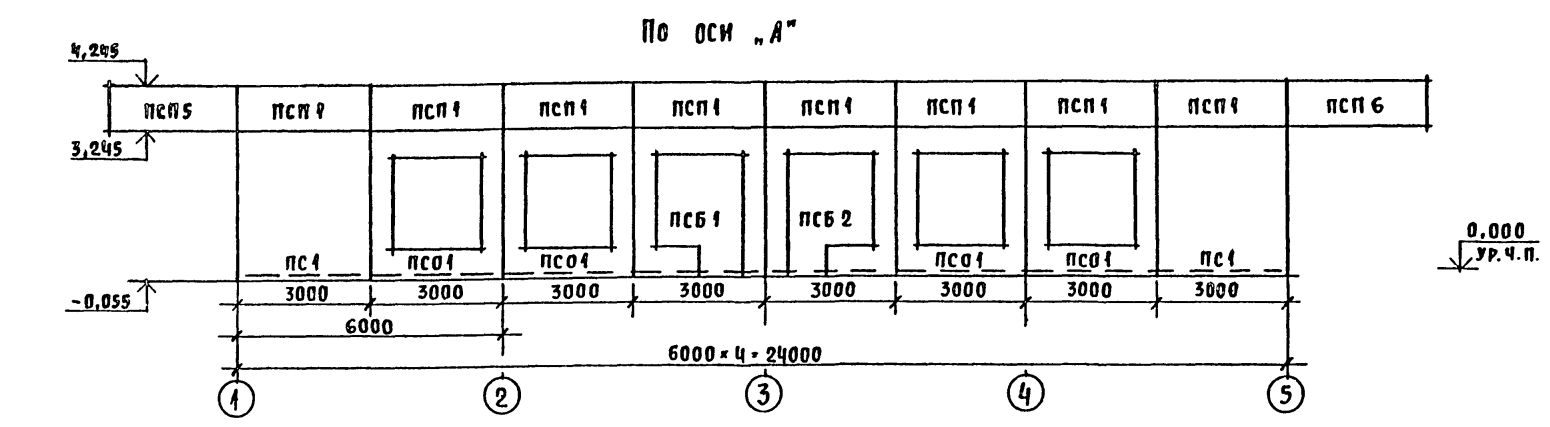 По оси „А"
4,245
ПСП5 ПСП1 ПСП1 ПСП1 ПСП1 ПСП1 ПСП1 ПСП1 ПСП1 ПСП6
3,245
ПСБ1 ПСБ2
0,000
УР.Ч.П.
ПС1 ПСО1 ПСО1 ПСО1 ПСО1 ПС1
-0,055
3000 3000 3000 3000 3000 3000 3000 3000
6000
6000 × 4 = 24000
1 2 3 4 5